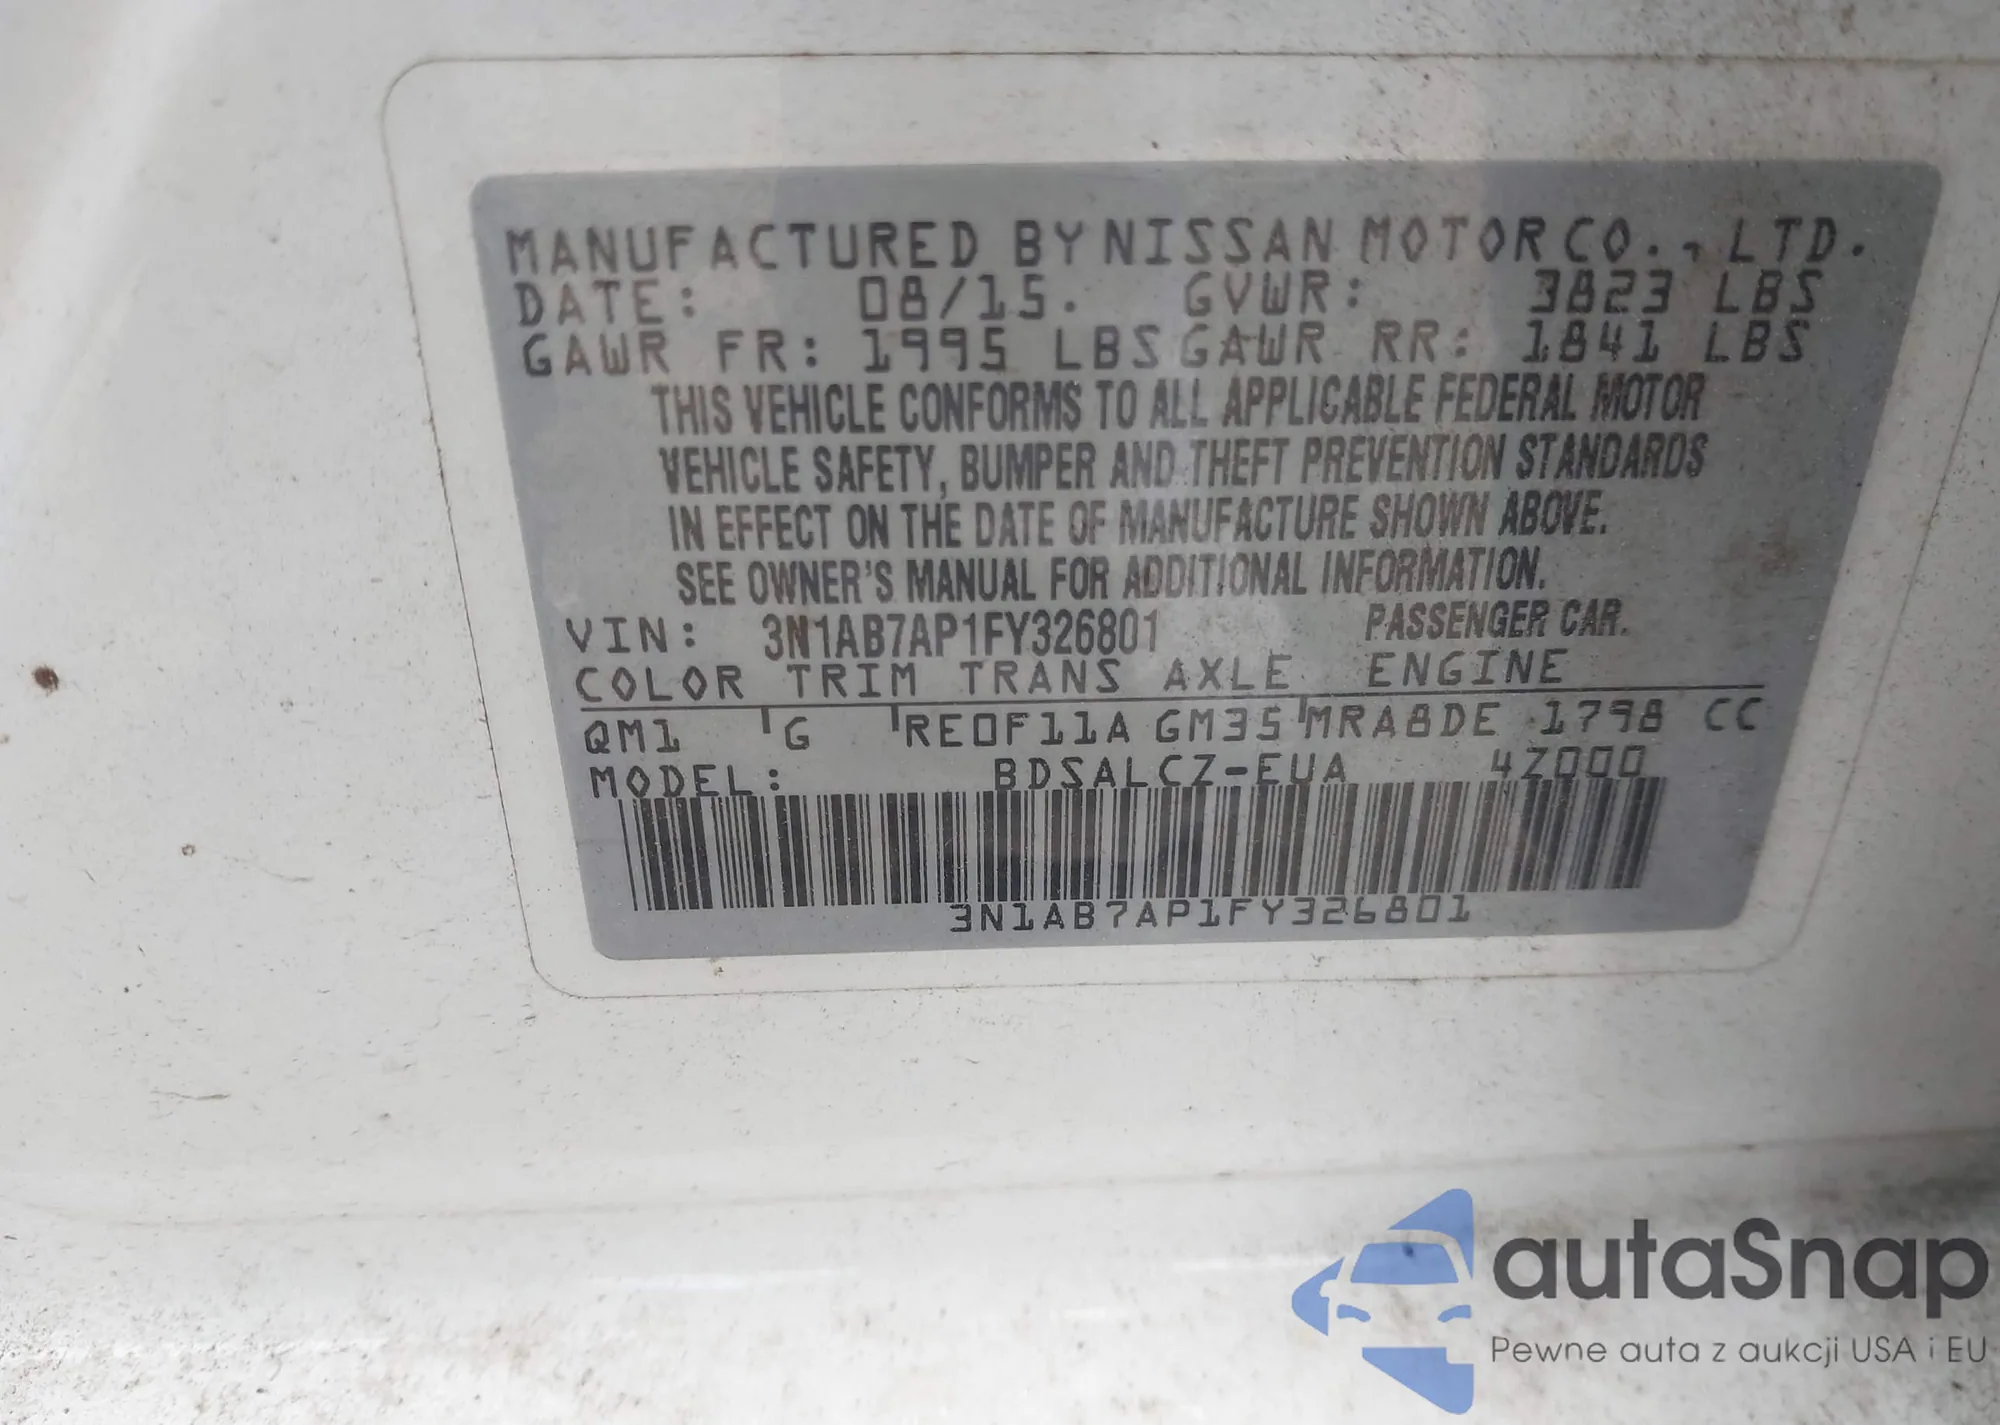 MANUFACTURED BY NISSAN MOTOR CO., LTD.
DATE: 08/15. GVWR: 3823 LBS
GAWR FR: 1995 LBS GAWR RR: 1841 LBS
THIS VEHICLE CONFORMS TO ALL APPLICABLE FEDERAL MOTOR
VEHICLE SAFETY, BUMPER AND THEFT PREVENTION STANDARDS
IN EFFECT ON THE DATE OF MANUFACTURE SHOWN ABOVE.
SEE OWNER'S MANUAL FOR ADDITIONAL INFORMATION.
VIN: 3N1AB7AP1FY326801 PASSENGER CAR.
COLOR TRIM TRANS AXLE ENGINE
QM1 G RE0F11A GM35 MRA8DE 1798 CC
MODEL: BDSALCZ-EUA 4Z000
3N1AB7AP1FY326801
autaSnap
Pewne auta z aukcji USA i EU